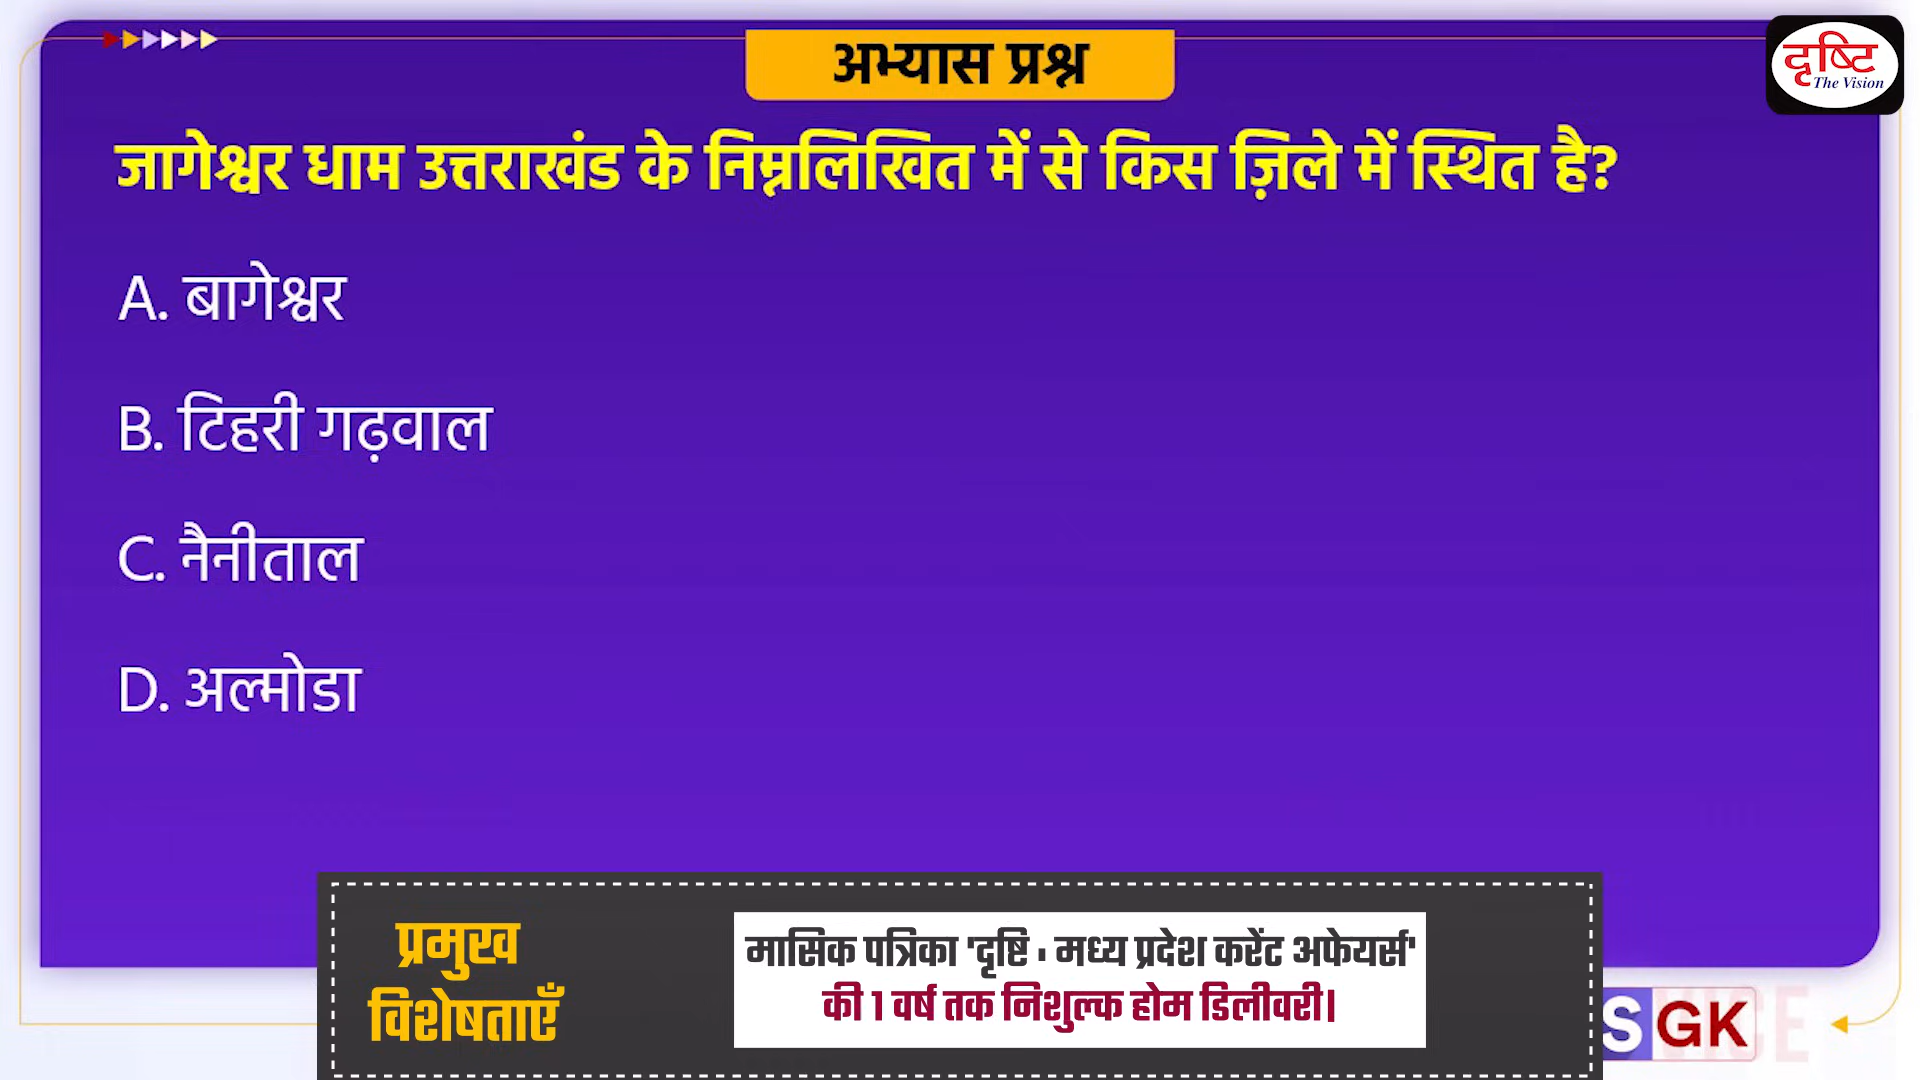 अभ्यास प्रश्न
दृष्टि
The Vision
जागेश्वर धाम उत्तराखंड के निम्नलिखित में से किस ज़िले में स्थित है?
A. बागेश्वर
B. टिहरी गढ़वाल
C. नैनीताल
D. अल्मोडा
प्रमुख
विशेषताएँ
मासिक पत्रिका 'दृष्टि : मध्य प्रदेश करेंट अफेयर्स'
की 1 वर्ष तक निशुल्क होम डिलीवरी।
S GK